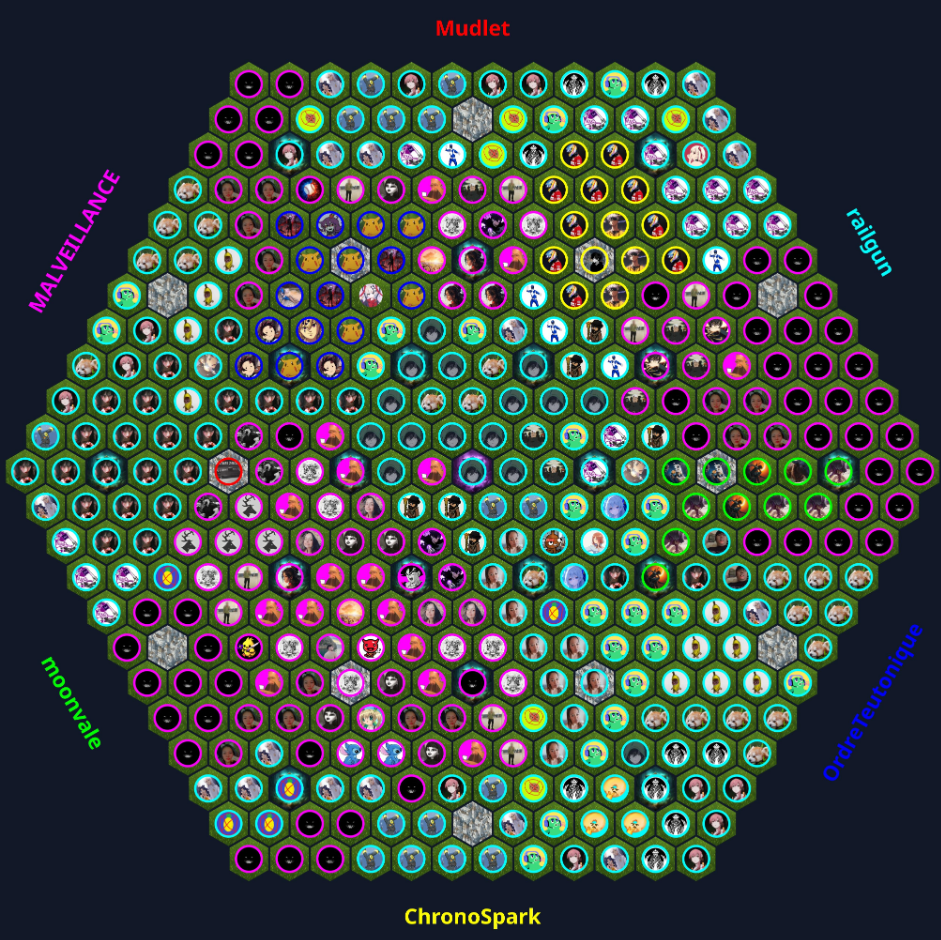 Mudlet
MALVEILLANCE
railgun
moonvale
OrdreTeutonique
ChronoSpark